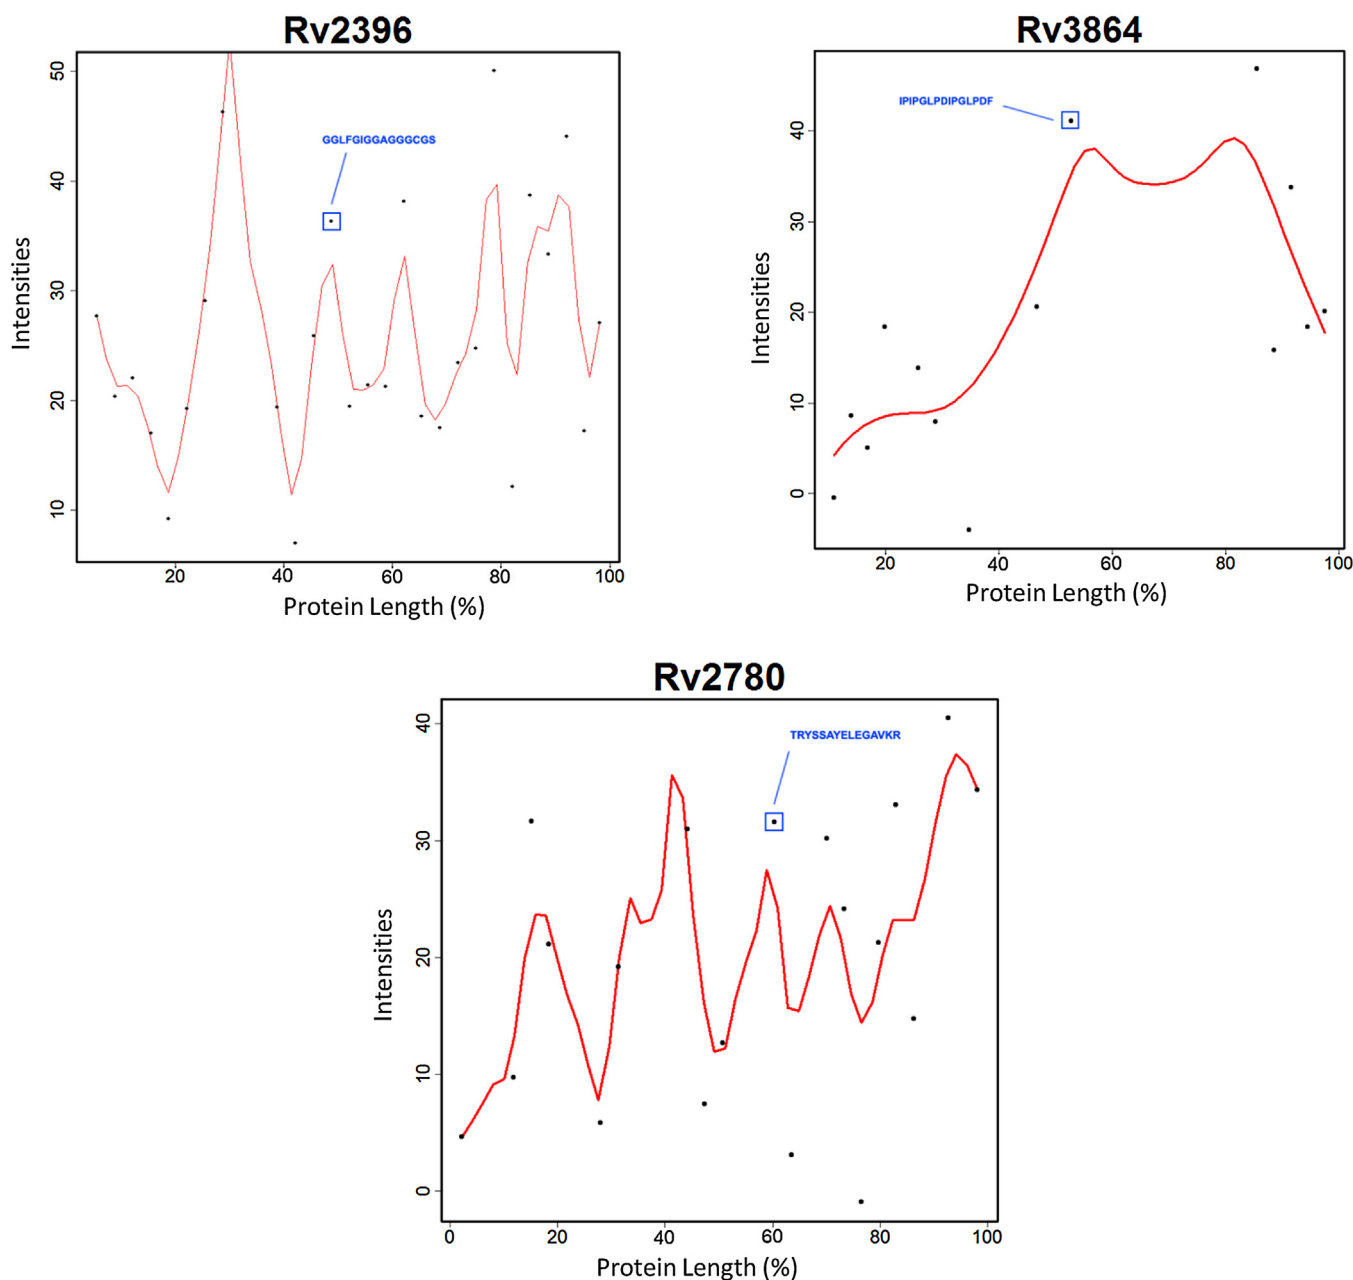 Rv2396
50
40
30
20
10
Intensities
GGLFGIGGAGGGCGS
20 40 60 80 100
Protein Length (%)
Rv3864
40
30
20
10
0
Intensities
IPIPGLPDIPGLPDF
20 40 60 80 100
Protein Length (%)
Rv2780
40
30
20
10
0
Intensities
TRYSSAYELEGAVKR
0 20 40 60 80 100
Protein Length (%)